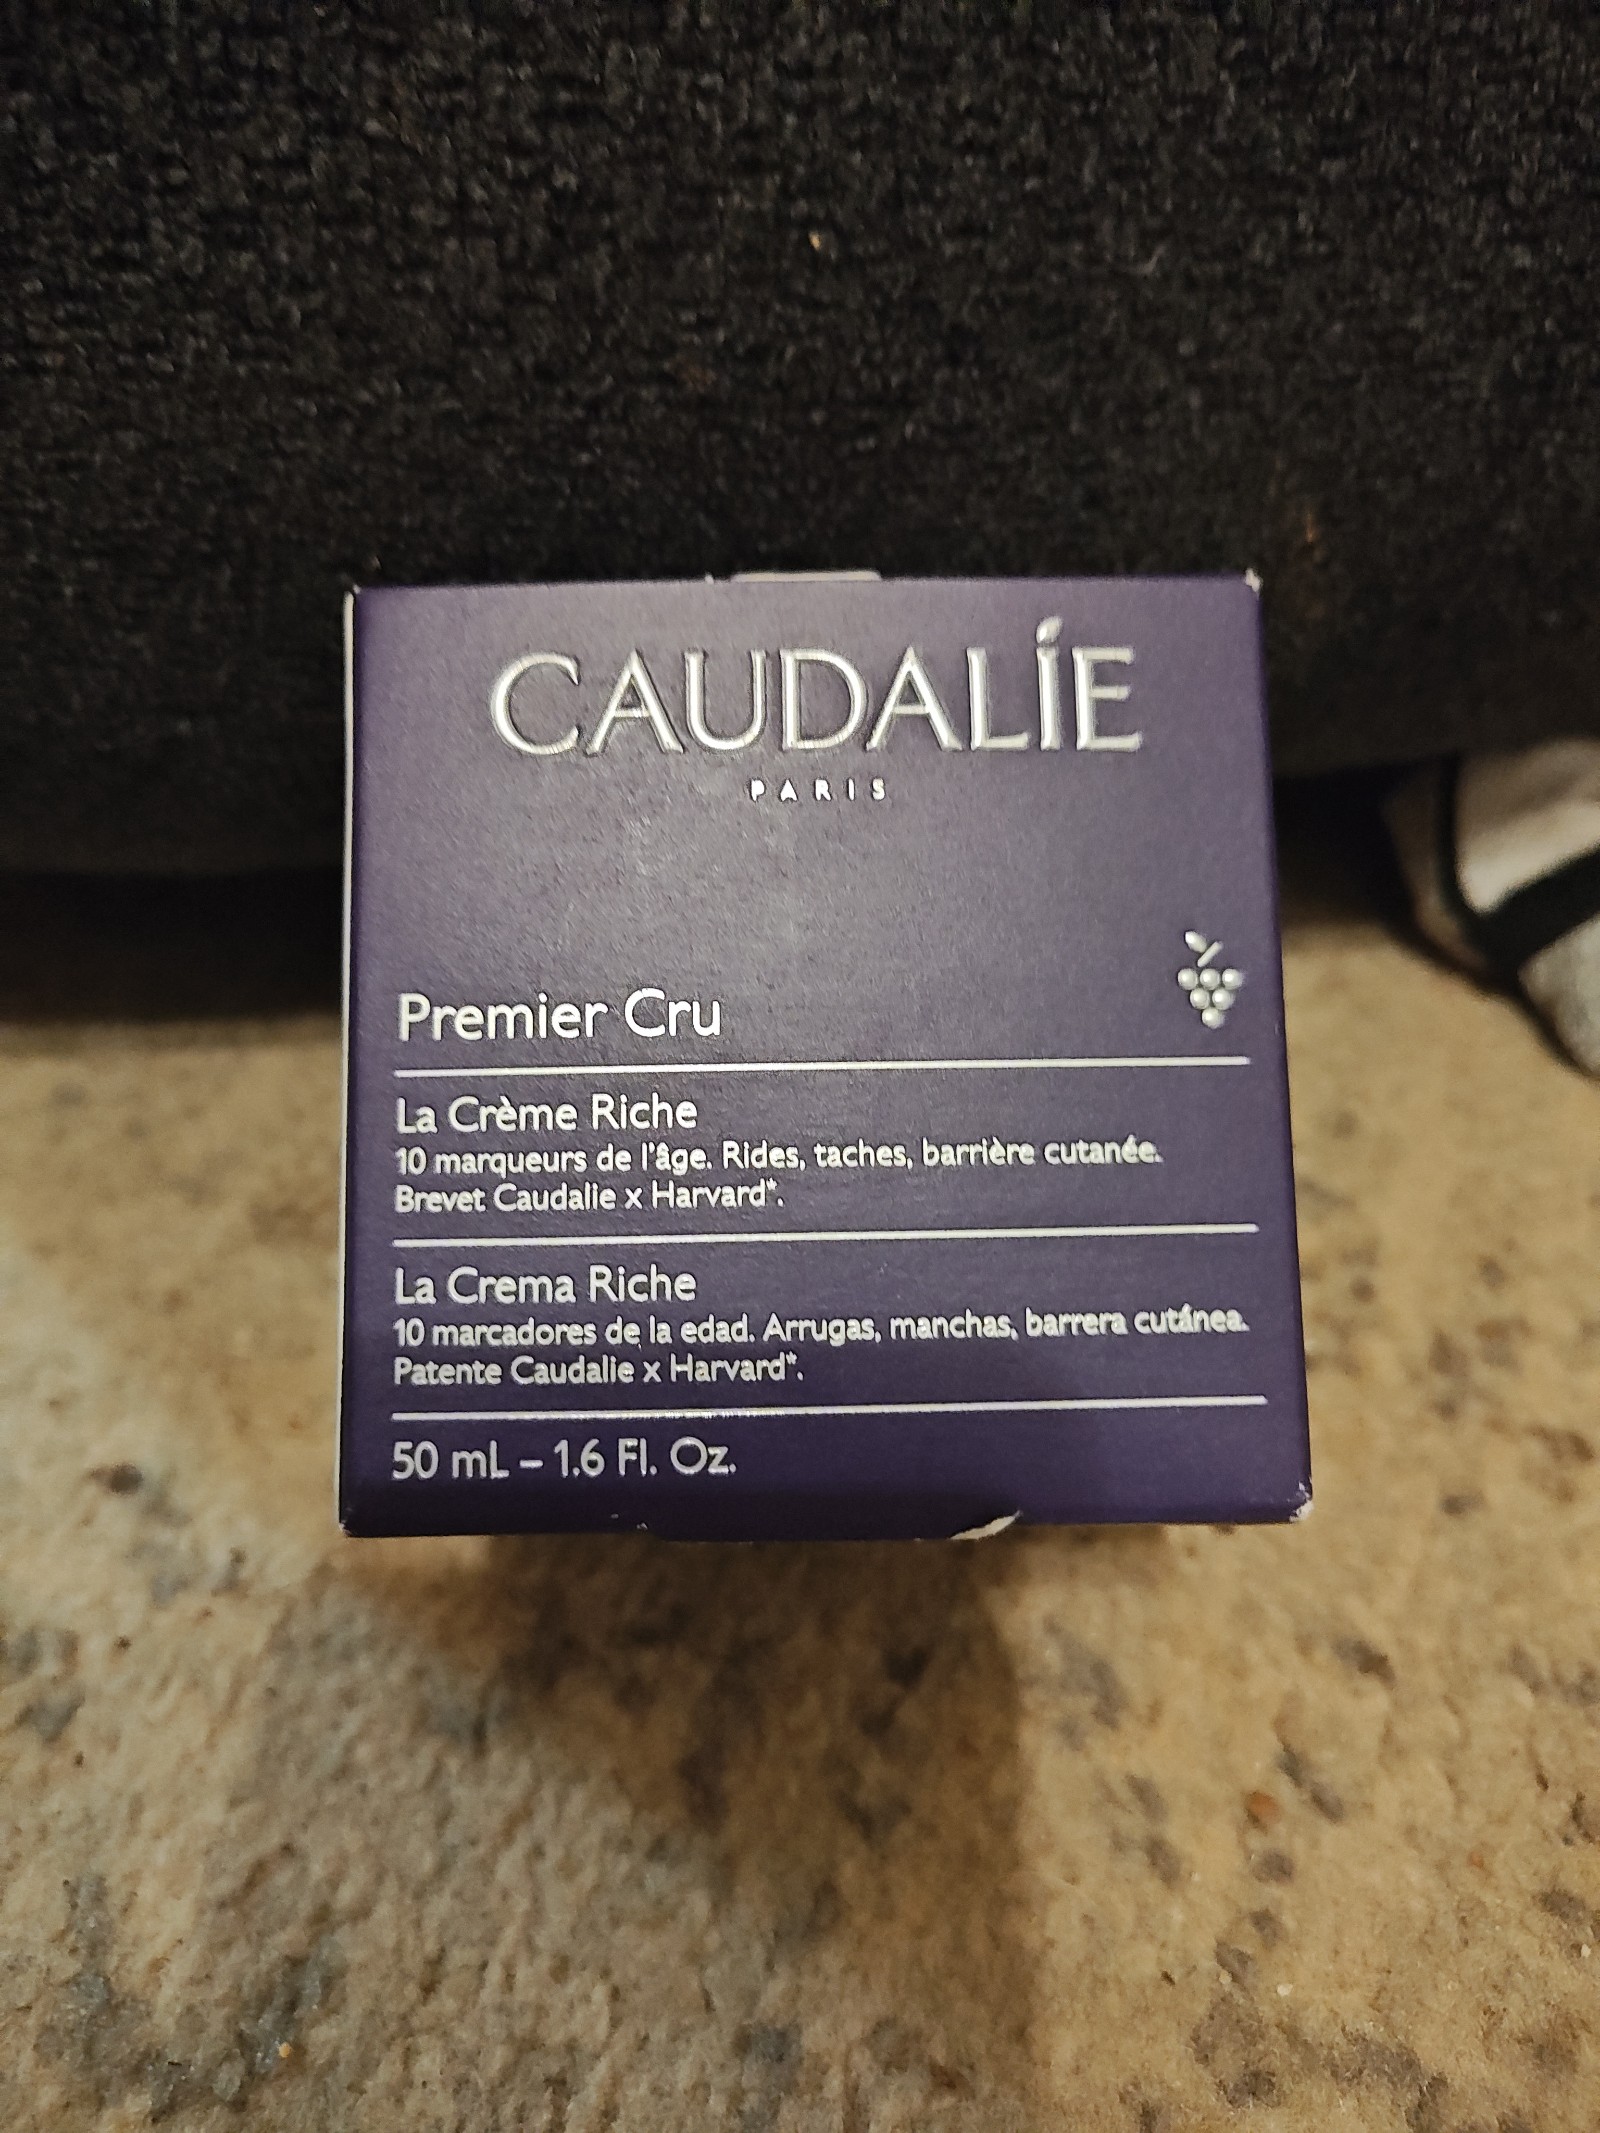 CAUDALÍE
PARIS
Premier Cru
La Crème Riche
10 marqueurs de l'âge. Rides, taches, barrière cutanée.
Brevet Caudalie x Harvard*.
La Crema Riche
10 marcadores de la edad. Arrugas, manchas, barrera cutánea.
Patente Caudalie x Harvard*.
50 mL – 1.6 Fl. Oz.